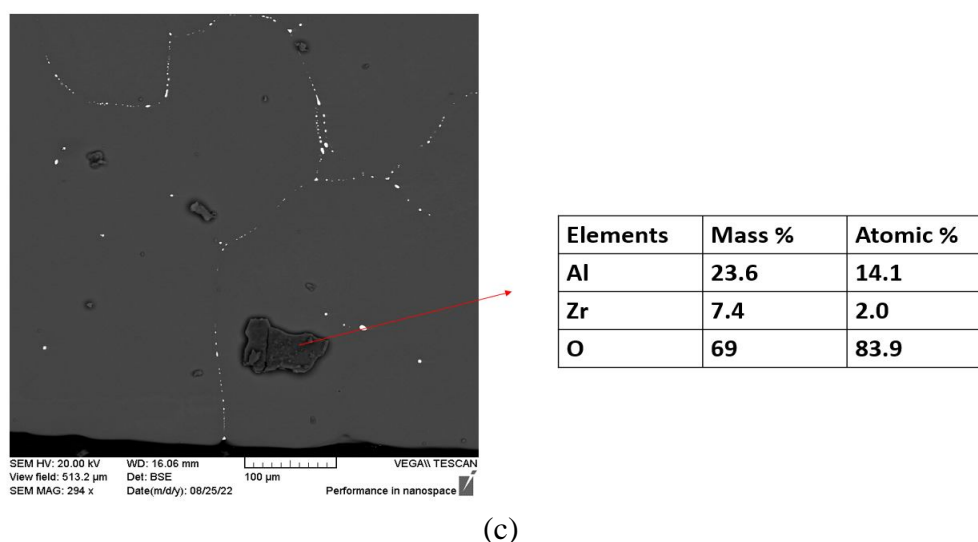 SEM HV: 20.00 kV WD: 16.06 mm VEGA\\ TESCAN
View field: 513.2 µm Det: BSE 100 µm
SEM MAG: 294 x Date(m/d/y): 08/25/22 Performance in nanospace
Elements Mass % Atomic %
Al 23.6 14.1
Zr 7.4 2.0
O 69 83.9
(c)